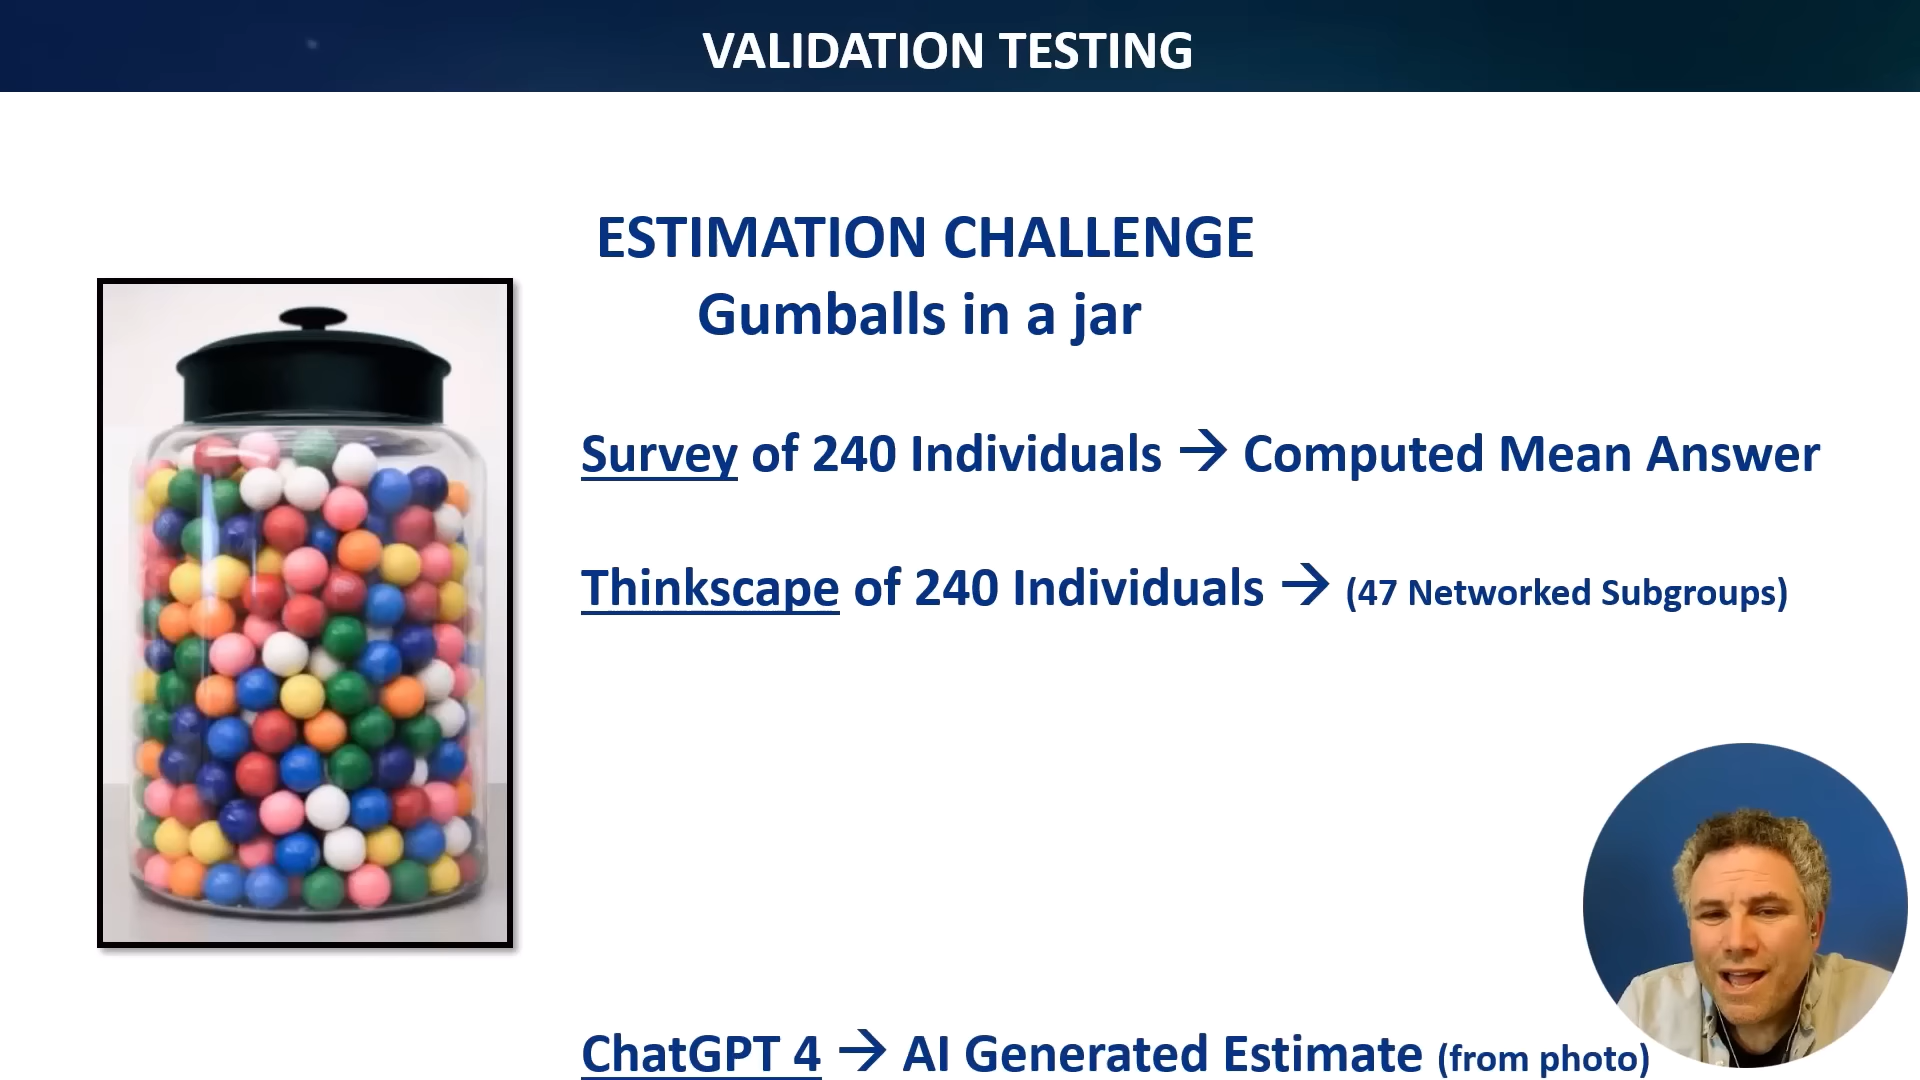 VALIDATION TESTING
ESTIMATION CHALLENGE
Gumballs in a jar
Survey of 240 Individuals → Computed Mean Answer
Thinkscape of 240 Individuals → (47 Networked Subgroups)
ChatGPT 4 → AI Generated Estimate (from photo)